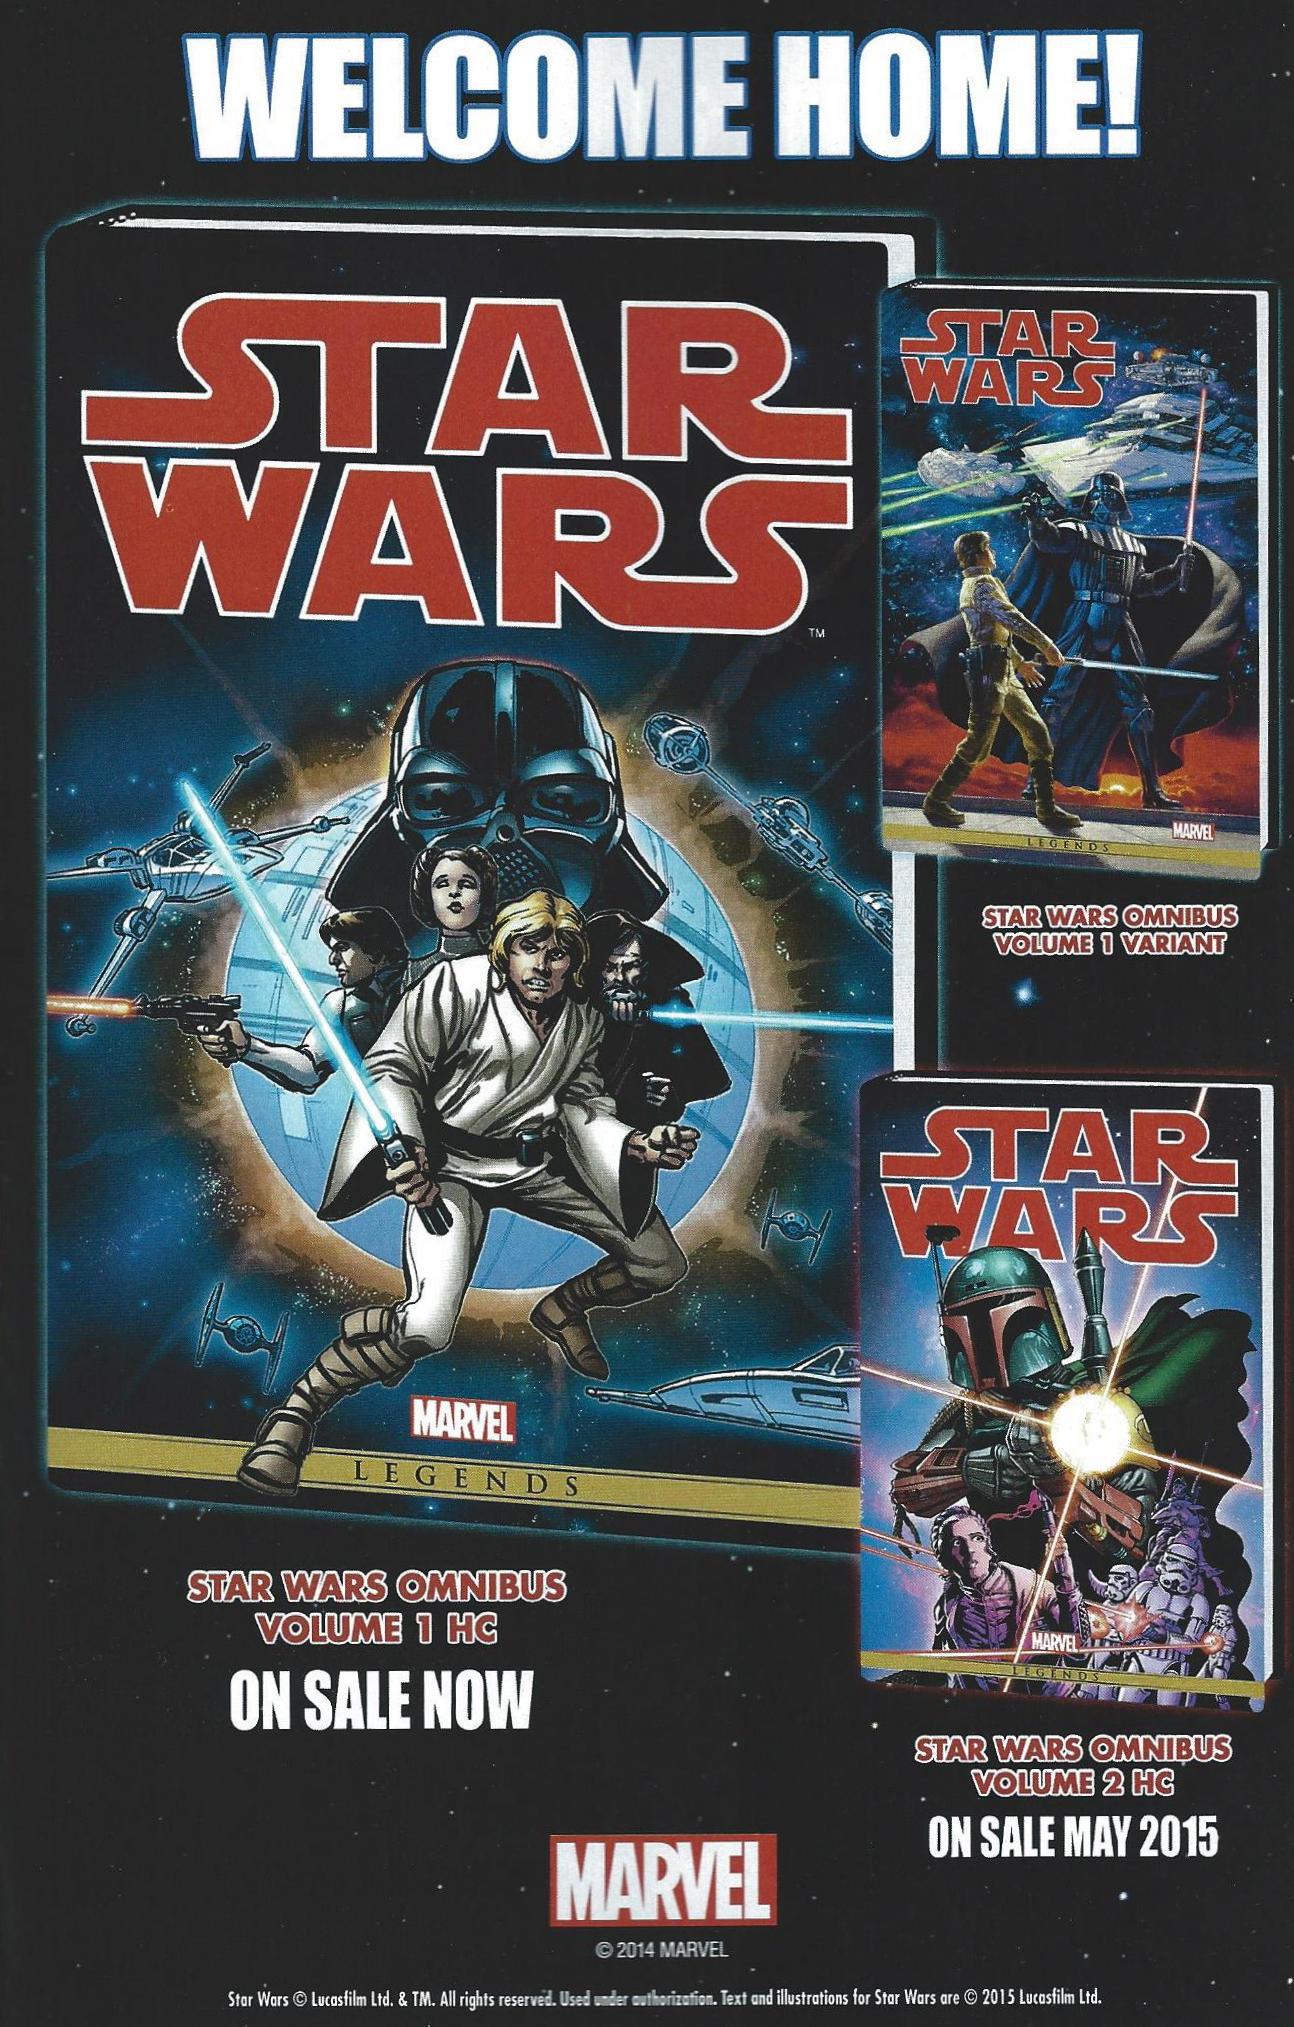 WELCOME HOME!
STAR
WARS
TM
MARVEL
LEGENDS
STAR WARS OMNIBUS
VOLUME 1 HC
ON SALE NOW
STAR
WARS
MARVEL
LEGENDS
STAR WARS OMNIBUS
VOLUME 1 VARIANT
STAR
WARS
MARVEL
LEGENDS
STAR WARS OMNIBUS
VOLUME 2 HC
ON SALE MAY 2015
MARVEL
© 2014 MARVEL
Star Wars © Lucasfilm Ltd. & TM. All rights reserved. Used under authorization. Text and illustrations for Star Wars are © 2015 Lucasfilm Ltd.